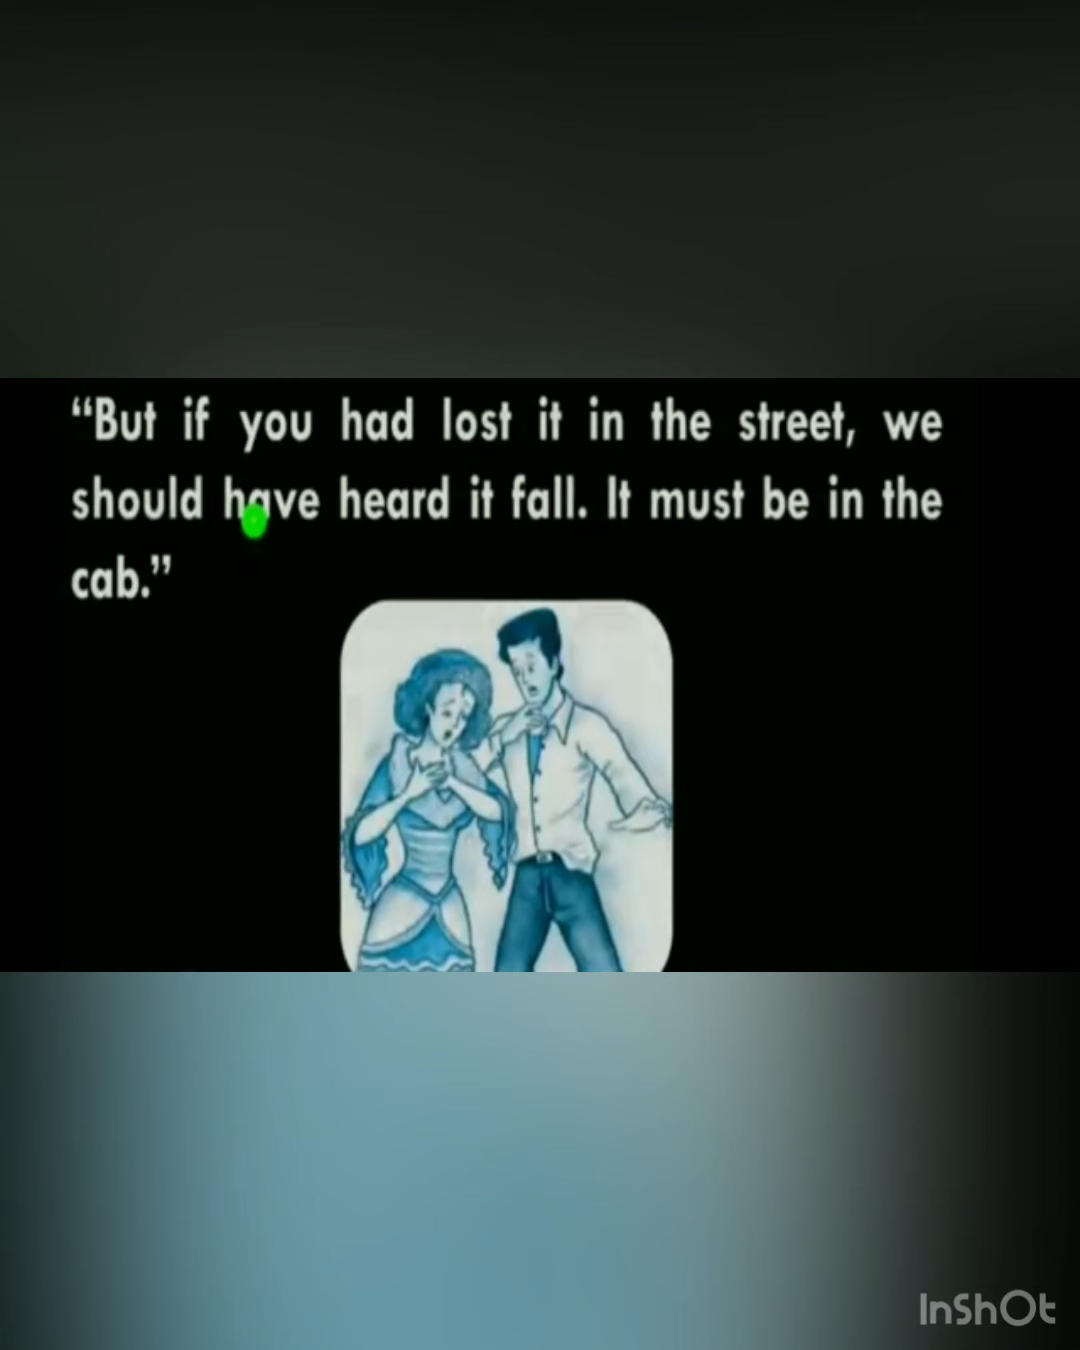 “But if you had lost it in the street, we
should have heard it fall. It must be in the
cab.”
InShOt